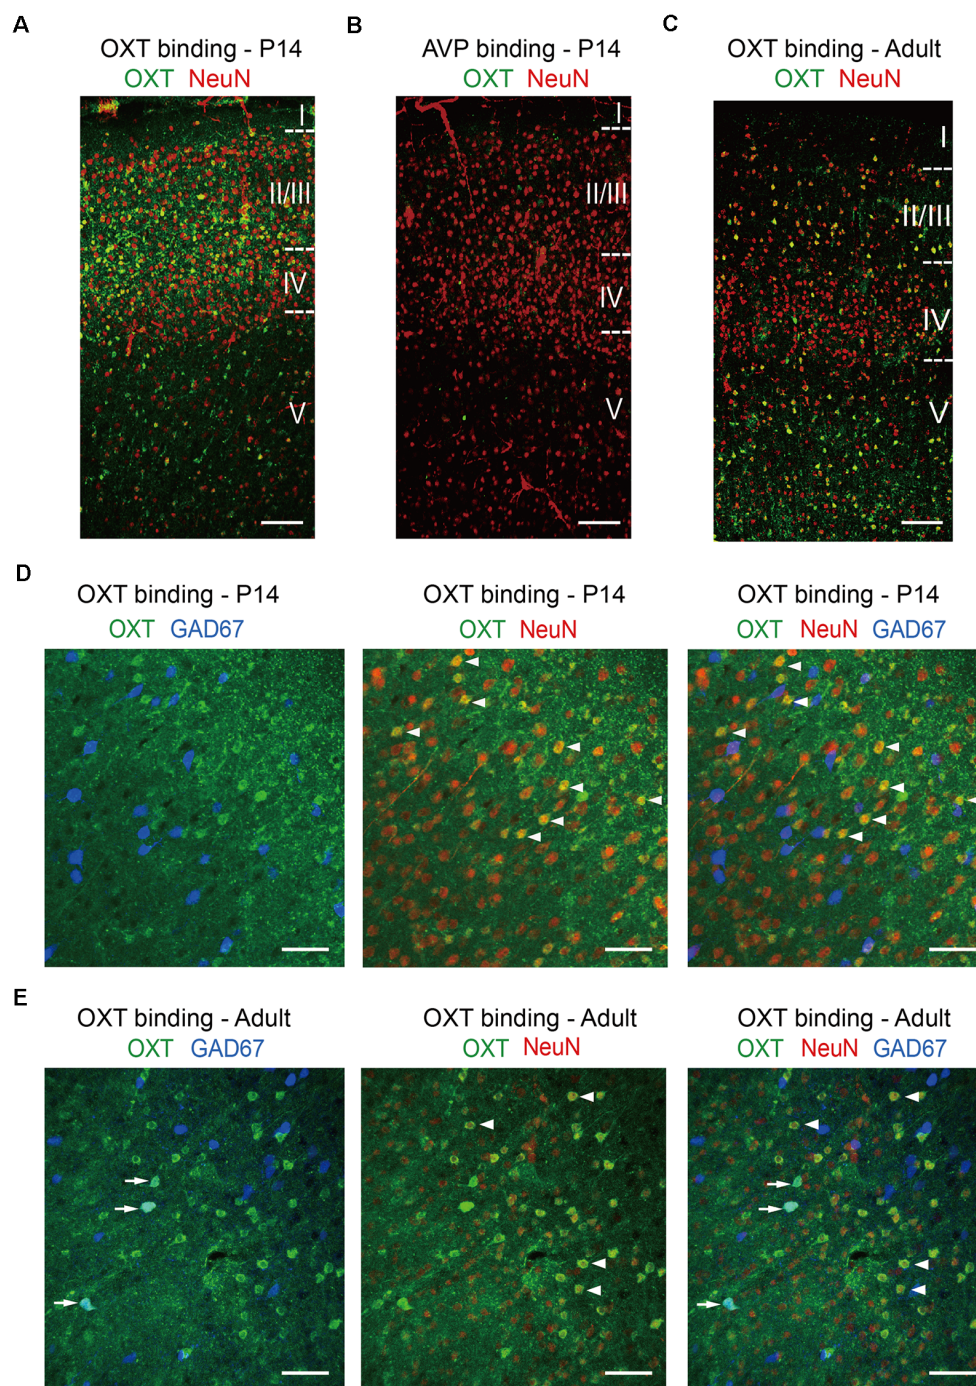 A
OXT binding - P14
OXT NeuN
I
II/III
IV
V
B
AVP binding - P14
OXT NeuN
I
II/III
IV
V
C
OXT binding - Adult
OXT NeuN
I
II/III
IV
V
D
OXT binding - P14
OXT GAD67
OXT binding - P14
OXT NeuN
OXT binding - P14
OXT NeuN GAD67
E
OXT binding - Adult
OXT GAD67
OXT binding - Adult
OXT NeuN
OXT binding - Adult
OXT NeuN GAD67